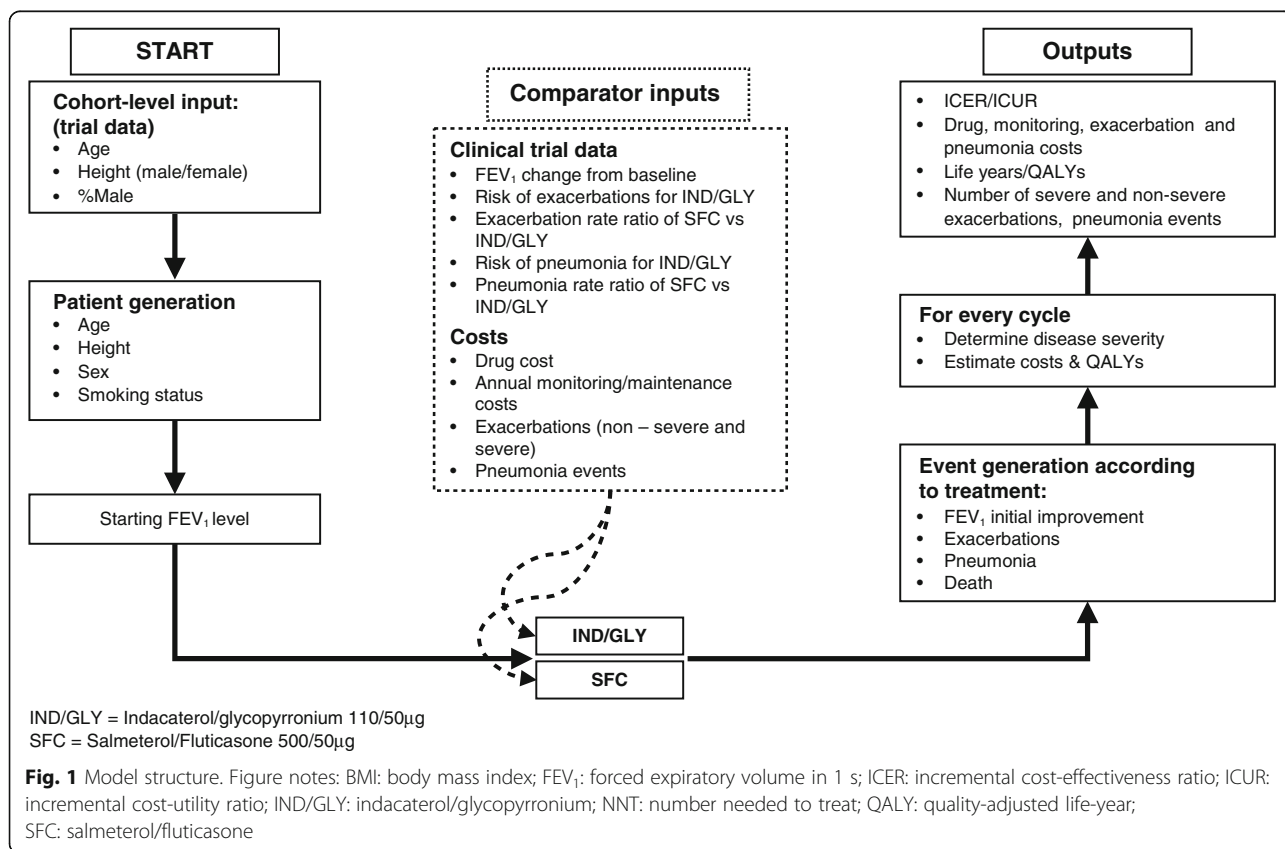 START
Cohort-level input:
(trial data)
• Age
• Height (male/female)
• %Male
Patient generation
• Age
• Height
• Sex
• Smoking status
Starting FEV₁ level
Comparator inputs
Clinical trial data
• FEV₁ change from baseline
• Risk of exacerbations for IND/GLY
• Exacerbation rate ratio of SFC vs
IND/GLY
• Risk of pneumonia for IND/GLY
• Pneumonia rate ratio of SFC vs
IND/GLY
Costs
• Drug cost
• Annual monitoring/maintenance
costs
• Exacerbations (non – severe and
severe)
• Pneumonia events
IND/GLY
SFC
Outputs
• ICER/ICUR
• Drug, monitoring, exacerbation and
pneumonia costs
• Life years/QALYs
• Number of severe and non-severe
exacerbations, pneumonia events
For every cycle
• Determine disease severity
• Estimate costs & QALYs
Event generation according
to treatment:
• FEV₁ initial improvement
• Exacerbations
• Pneumonia
• Death
IND/GLY = Indacaterol/glycopyrronium 110/50µg
SFC = Salmeterol/Fluticasone 500/50µg
Fig. 1 Model structure. Figure notes: BMI: body mass index; FEV₁: forced expiratory volume in 1 s; ICER: incremental cost-effectiveness ratio; ICUR:
incremental cost-utility ratio; IND/GLY: indacaterol/glycopyrronium; NNT: number needed to treat; QALY: quality-adjusted life-year;
SFC: salmeterol/fluticasone